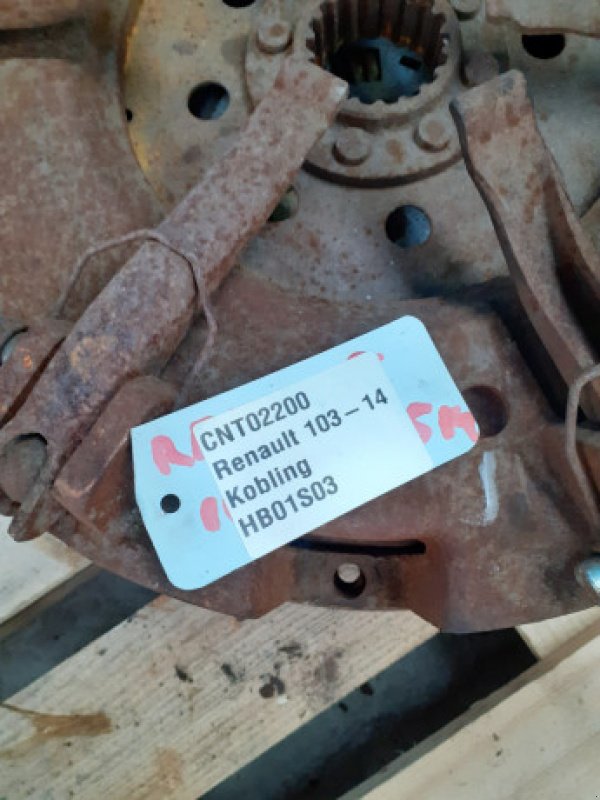 CNT02200
Renault 103-14
Kobling
HB01S03